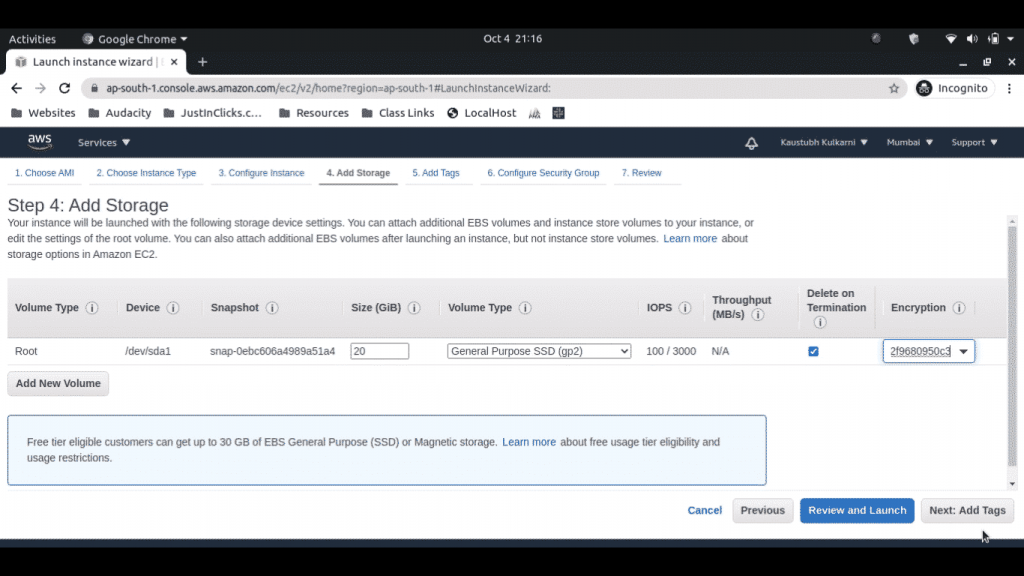 Activities
Google Chrome
Oct 4 21:16
Launch instance wizard |
ap-south-1.console.aws.amazon.com/ec2/v2/home?region=ap-south-1#LaunchInstanceWizard:
Incognito
Websites
Audacity
JustInClicks.c...
Resources
Class Links
LocalHost
aws
Services
Kaustubh Kulkarni
Mumbai
Support
1. Choose AMI
2. Choose Instance Type
3. Configure Instance
4. Add Storage
5. Add Tags
6. Configure Security Group
7. Review
Step 4: Add Storage
Your instance will be launched with the following storage device settings. You can attach additional EBS volumes and instance store volumes to your instance, or
edit the settings of the root volume. You can also attach additional EBS volumes after launching an instance, but not instance store volumes. Learn more about
storage options in Amazon EC2.
Volume Type
Device
Snapshot
Size (GiB)
Volume Type
IOPS
Throughput
(MB/s)
Delete on
Termination
Encryption
Root
/dev/sda1
snap-0ebc606a4989a51a4
20
General Purpose SSD (gp2)
100 / 3000
N/A
2f9680950c3
Add New Volume
Free tier eligible customers can get up to 30 GB of EBS General Purpose (SSD) or Magnetic storage. Learn more about free usage tier eligibility and
usage restrictions.
Cancel
Previous
Review and Launch
Next: Add Tags